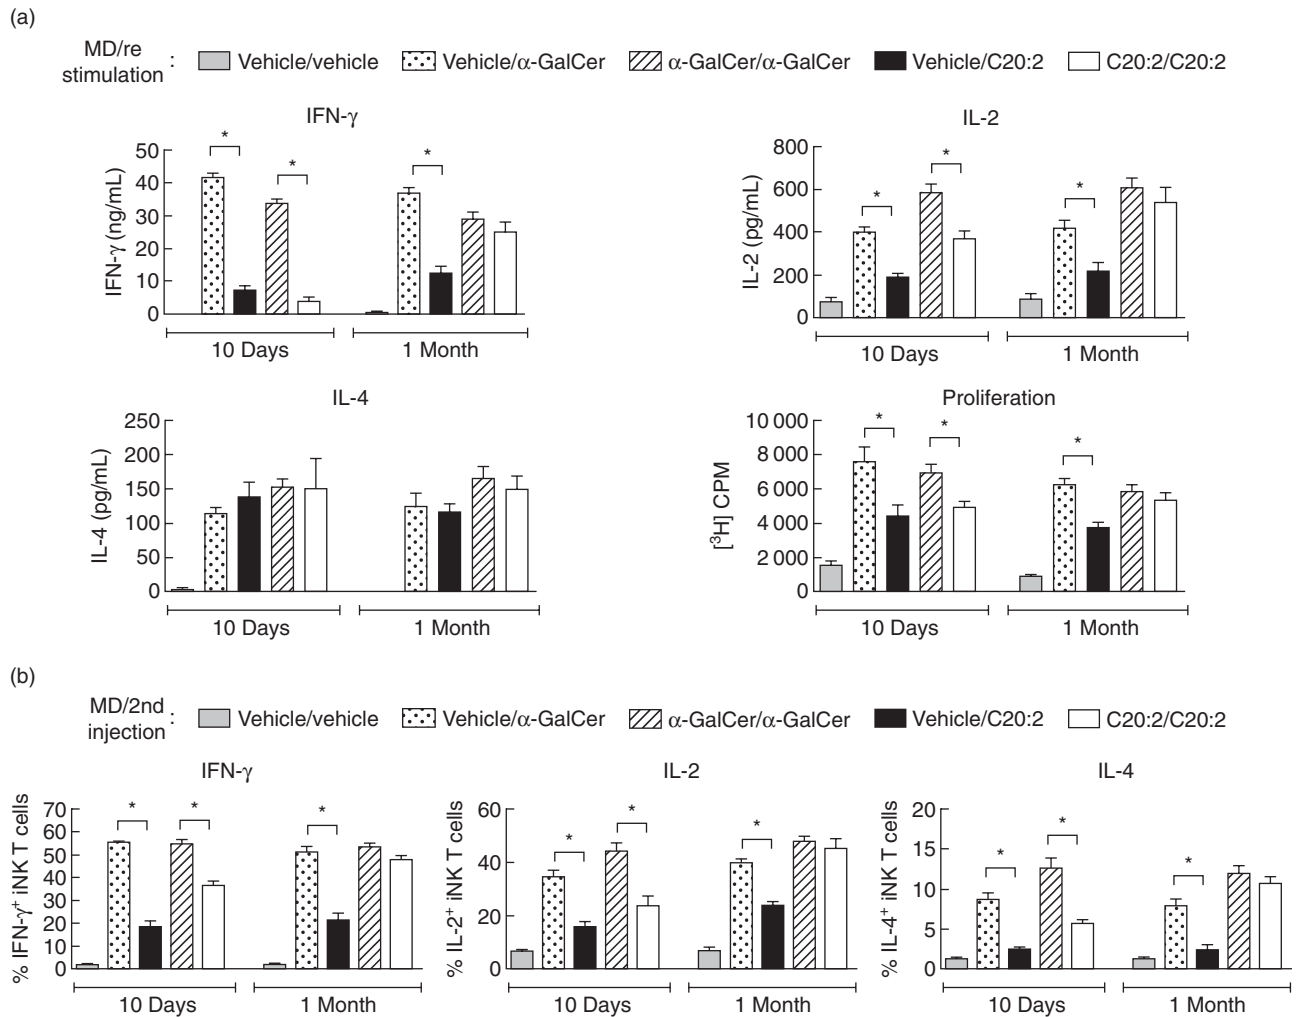 (a)
MD/re
stimulation : Vehicle/vehicle Vehicle/α-GalCer α-GalCer/α-GalCer Vehicle/C20:2 C20:2/C20:2
IFN-γ
IFN-γ (ng/mL)
50
40
30
20
10
0
* * *
10 Days 1 Month
IL-2
IL-2 (pg/mL)
800
600
400
200
0
* * *
10 Days 1 Month
IL-4
IL-4 (pg/mL)
250
200
150
100
50
0
10 Days 1 Month
Proliferation
[³H] CPM
10 000
8 000
6 000
4 000
2 000
0
* * *
10 Days 1 Month
(b)
MD/2nd
injection : Vehicle/vehicle Vehicle/α-GalCer α-GalCer/α-GalCer Vehicle/C20:2 C20:2/C20:2
IFN-γ
% IFN-γ⁺ iNK T cells
70
60
50
40
30
20
10
0
* * *
10 Days 1 Month
IL-2
% IL-2⁺ iNK T cells
60
40
20
0
* * *
10 Days 1 Month
IL-4
% IL-4⁺ iNK T cells
20
15
10
5
0
* * *
10 Days 1 Month